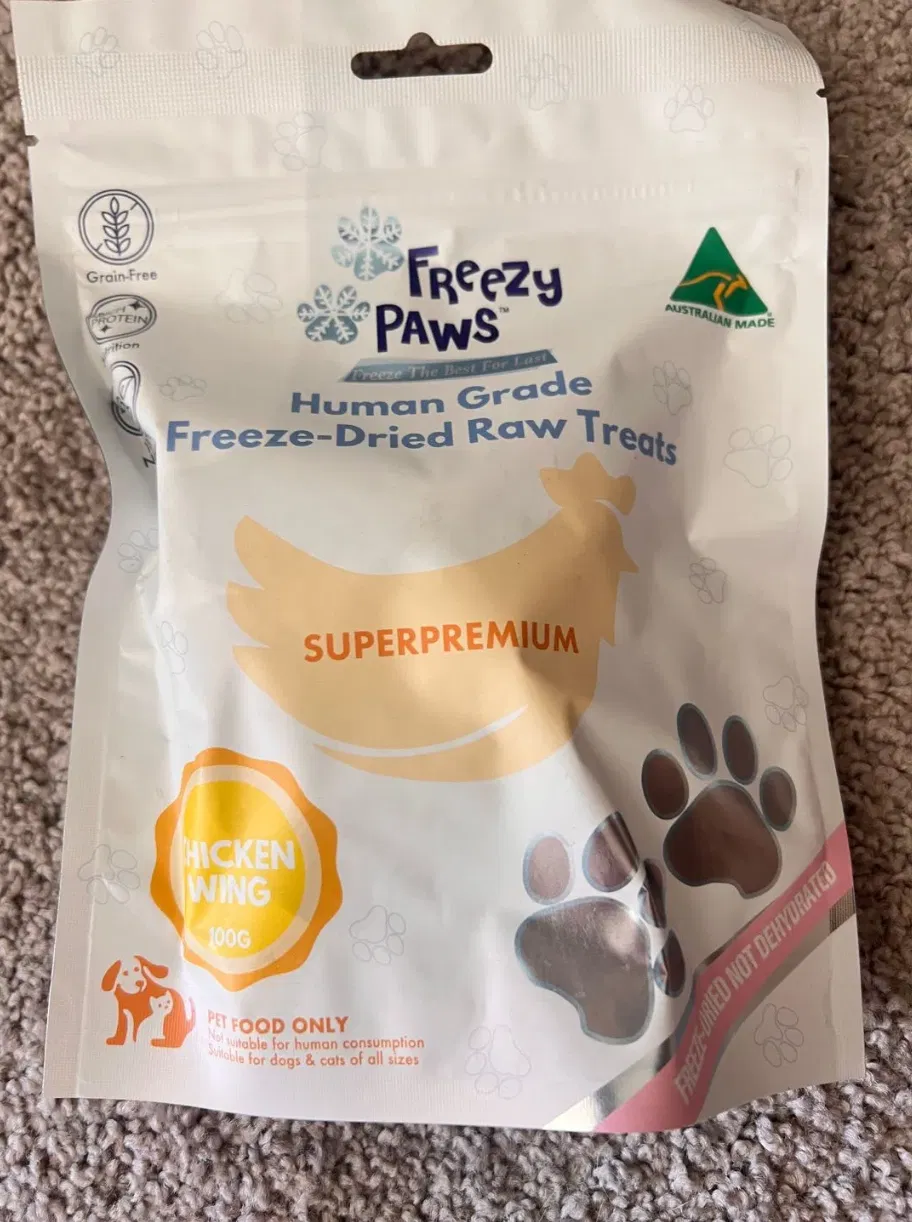 Grain-Free
PROTEIN
FReezy
PAWS™
Freeze The Best For Last
AUSTRALIAN MADE
Human Grade
Freeze-Dried Raw Treats
SUPERPREMIUM
CHICKEN
WING
100G
PET FOOD ONLY
Not suitable for human consumption
Suitable for dogs & cats of all sizes
FREEZE-DRIED NOT DEHYDRATED